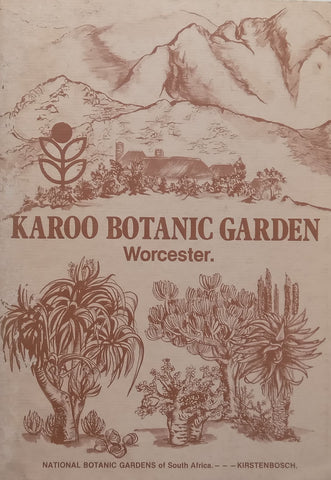 KAROO BOTANIC GARDEN
Worcester.
NATIONAL BOTANIC GARDENS of South Africa. - - - KIRSTENBOSCH.